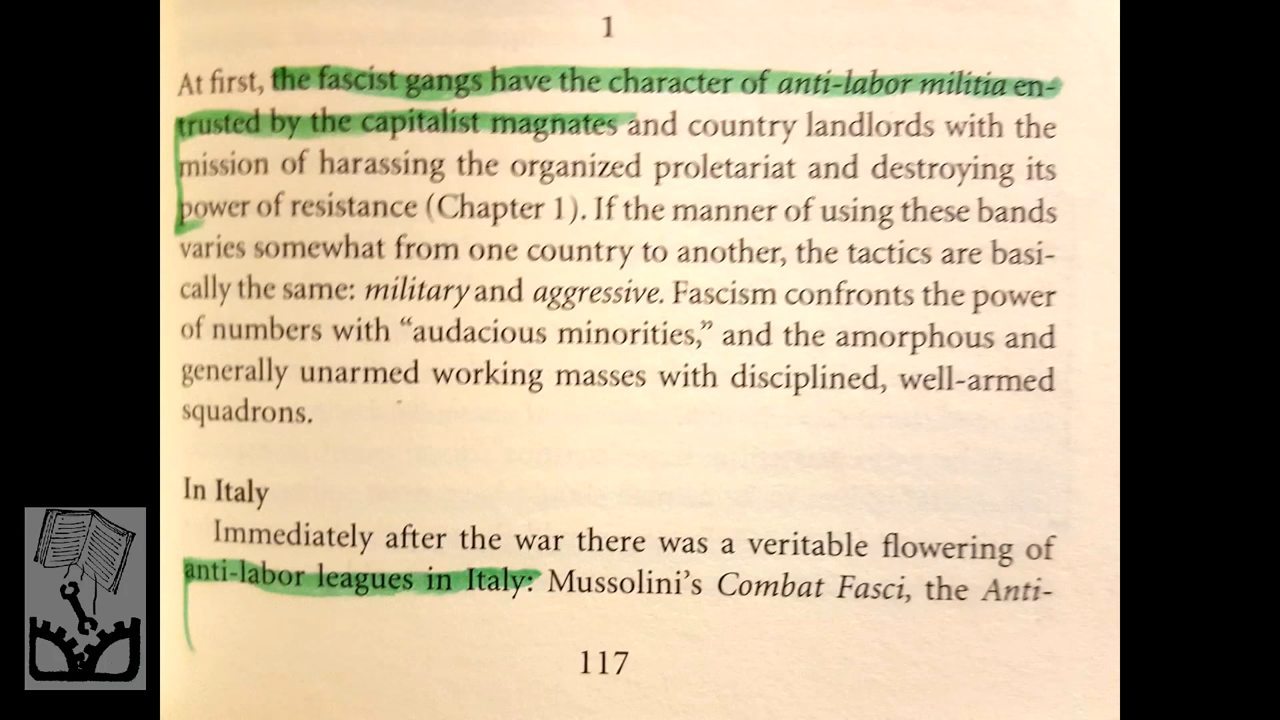 1
At first, the fascist gangs have the character of anti-labor militia en-
trusted by the capitalist magnates and country landlords with the
mission of harassing the organized proletariat and destroying its
power of resistance (Chapter 1). If the manner of using these bands
varies somewhat from one country to another, the tactics are basi-
cally the same: military and aggressive. Fascism confronts the power
of numbers with “audacious minorities,” and the amorphous and
generally unarmed working masses with disciplined, well-armed
squadrons.
In Italy
Immediately after the war there was a veritable flowering of
anti-labor leagues in Italy: Mussolini’s Combat Fasci, the Anti-
117